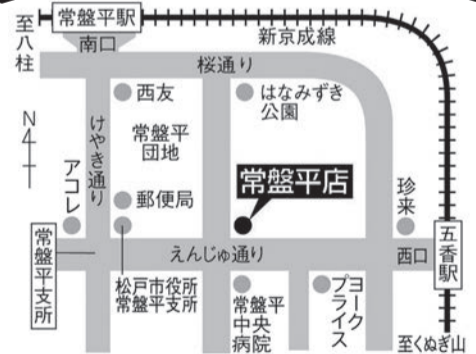 至八柱
常盤平駅
南口
新京成線
桜通り
西友
はなみずき
公園
N
けやき通り
常盤平
団地
アコレ
郵便局
常盤平店
珍来
常盤平支所
えんじゅ通り
西口
五香駅
松戸市役所
常盤平支所
常盤平
中央
病院
ヨーク
プライス
至くぬぎ山